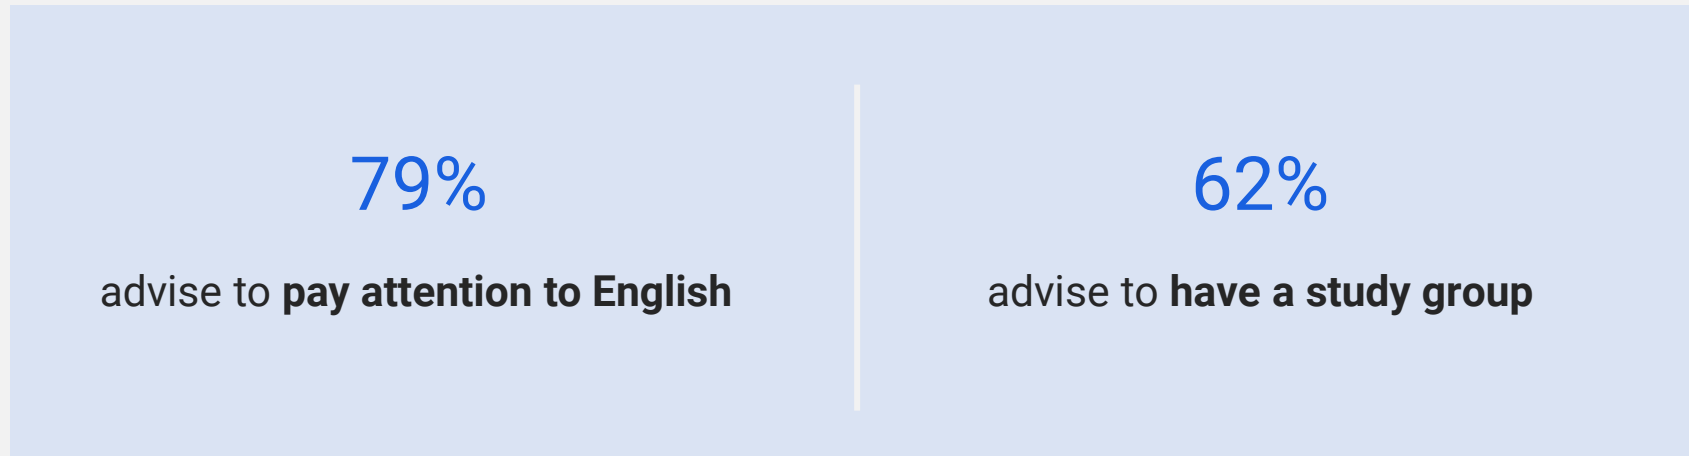 79%
advise to pay attention to English
62%
advise to have a study group